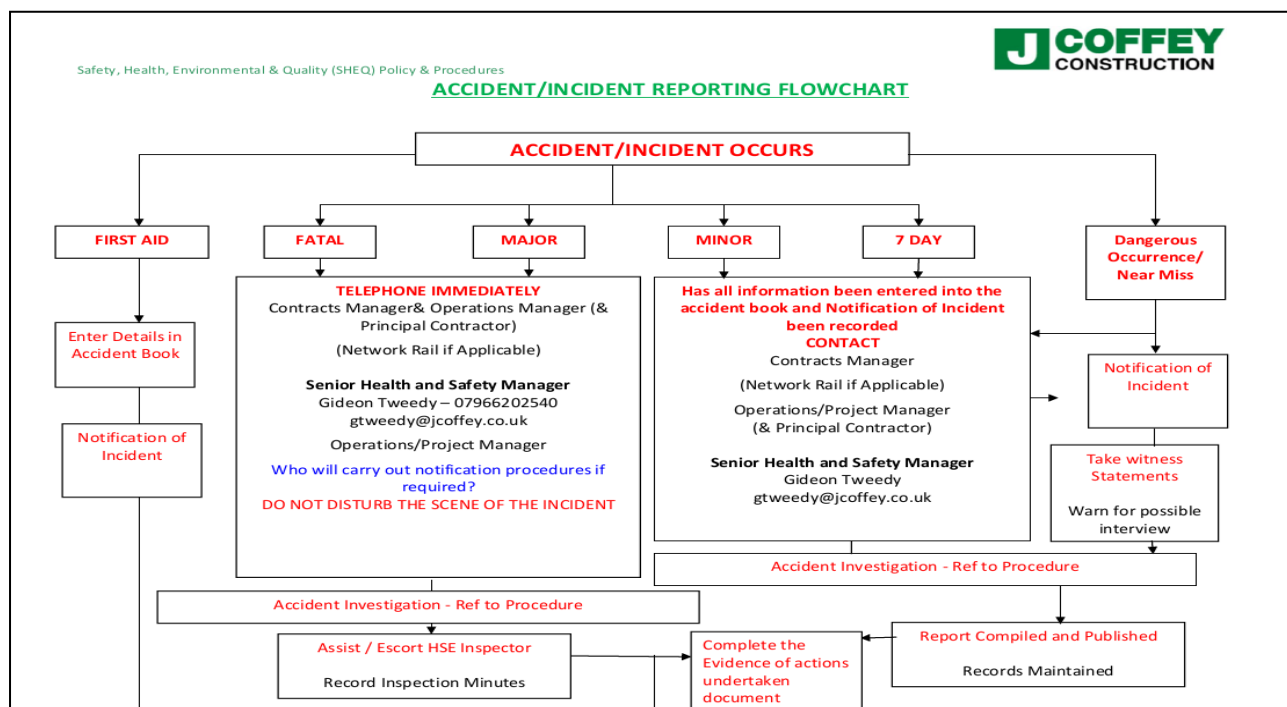 J COFFEY
CONSTRUCTION
Safety, Health, Environmental & Quality (SHEQ) Policy & Procedures
ACCIDENT/INCIDENT REPORTING FLOWCHART
ACCIDENT/INCIDENT OCCURS
FIRST AID
FATAL
MAJOR
MINOR
7 DAY
Dangerous
Occurrence/
Near Miss
Enter Details in
Accident Book
Notification of
Incident
TELEPHONE IMMEDIATELY
Contracts Manager& Operations Manager (&
Principal Contractor)
(Network Rail if Applicable)
Senior Health and Safety Manager
Gideon Tweedy – 07966202540
gtweedy@jcoffey.co.uk
Operations/Project Manager
Who will carry out notification procedures if
required?
DO NOT DISTURB THE SCENE OF THE INCIDENT
Has all information been entered into the
accident book and Notification of Incident
been recorded
CONTACT
Contracts Manager
(Network Rail if Applicable)
Operations/Project Manager
(& Principal Contractor)
Senior Health and Safety Manager
Gideon Tweedy
gtweedy@jcoffey.co.uk
Notification of
Incident
Take witness
Statements
Warn for possible
interview
Accident Investigation - Ref to Procedure
Accident Investigation - Ref to Procedure
Assist / Escort HSE Inspector
Record Inspection Minutes
Complete the
Evidence of actions
undertaken
document
Report Compiled and Published
Records Maintained